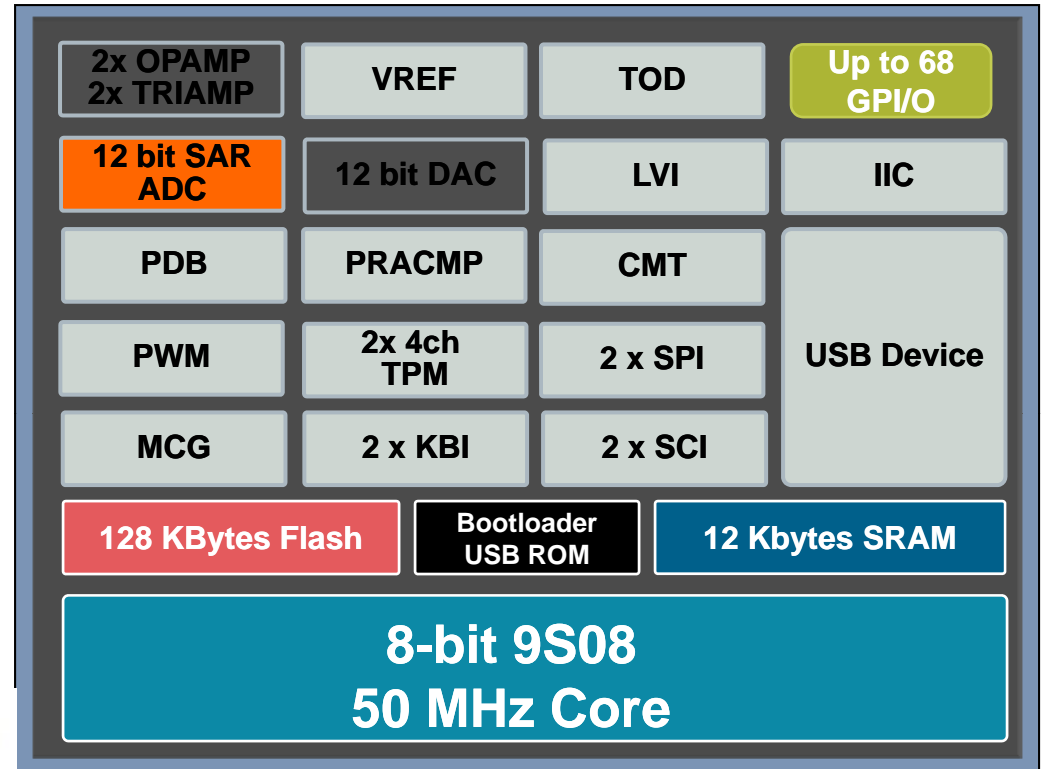 2x OPAMP
2x TRIAMP
VREF
TOD
Up to 68
GPI/O
12 bit SAR
ADC
12 bit DAC
LVI
IIC
PDB
PRACMP
CMT
USB Device
PWM
2x 4ch
TPM
2 x SPI
MCG
2 x KBI
2 x SCI
128 KBytes Flash
Bootloader
USB ROM
12 Kbytes SRAM
8-bit 9S08
50 MHz Core